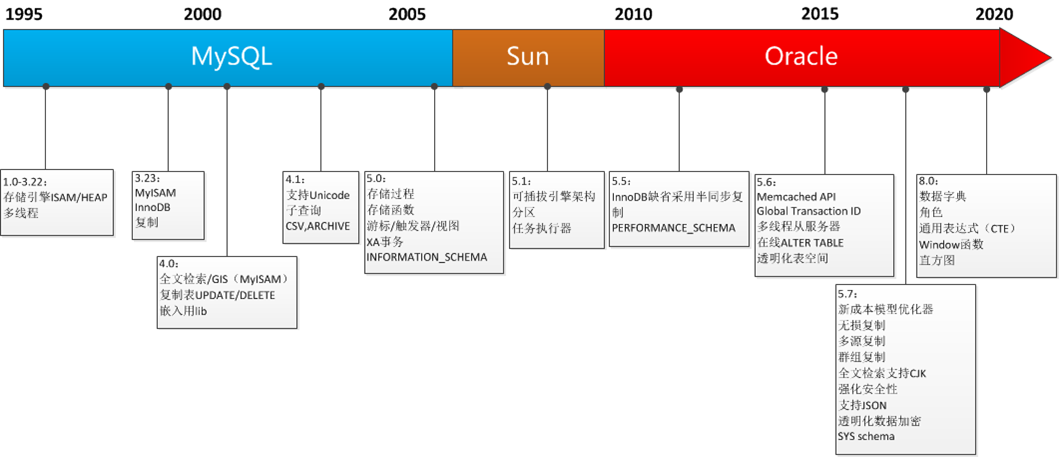 1995
2000
2005
2010
2015
2020
MySQL
Sun
Oracle
1.0-3.22:
存储引擎ISAM/HEAP
多线程
3.23:
MyISAM
InnoDB
复制
4.0:
全文检索/GIS（MyISAM）
复制表UPDATE/DELETE
嵌入用lib
4.1:
支持Unicode
子查询
CSV,ARCHIVE
5.0:
存储过程
存储函数
游标/触发器/视图
XA事务
INFORMATION_SCHEMA
5.1:
可插拔引擎架构
分区
任务执行器
5.5:
InnoDB缺省采用半同步复
制
PERFORMANCE_SCHEMA
5.6:
Memcached API
Global Transaction ID
多线程从服务器
在线ALTER TABLE
透明化表空间
5.7:
新成本模型优化器
无损复制
多源复制
群组复制
全文检索支持CJK
强化安全性
支持JSON
透明化数据加密
SYS schema
8.0:
数据字典
角色
通用表达式（CTE）
Window函数
直方图